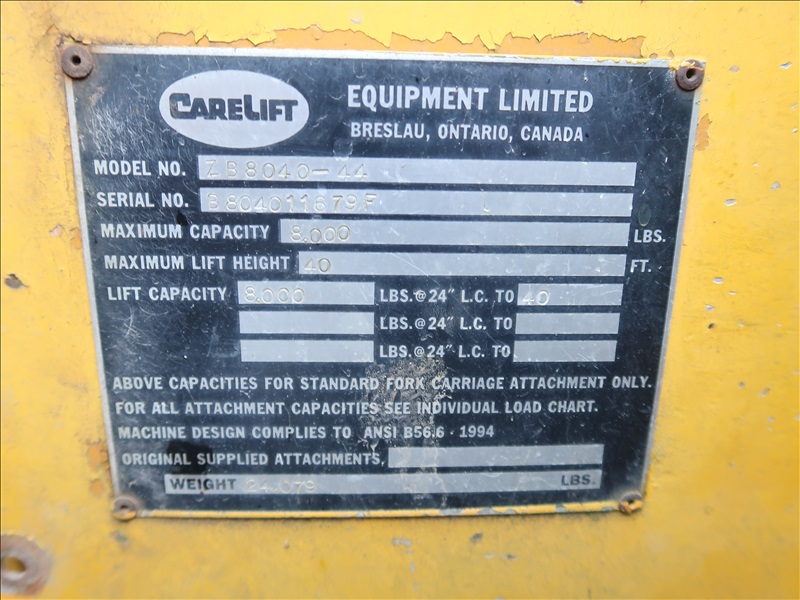 CARELIFT EQUIPMENT LIMITED
BRESLAU, ONTARIO, CANADA
MODEL NO. ZB8040-44
SERIAL NO. B804011679F
MAXIMUM CAPACITY 8,000 LBS.
MAXIMUM LIFT HEIGHT 40 FT.
LIFT CAPACITY 8,000 LBS.@24" L.C. TO 40
LBS.@24" L.C. TO
LBS.@24" L.C. TO
ABOVE CAPACITIES FOR STANDARD FORK CARRIAGE ATTACHMENT ONLY.
FOR ALL ATTACHMENT CAPACITIES SEE INDIVIDUAL LOAD CHART.
MACHINE DESIGN COMPLIES TO ANSI B56.6 - 1994
ORIGINAL SUPPLIED ATTACHMENTS,
WEIGHT 24,079 LBS.